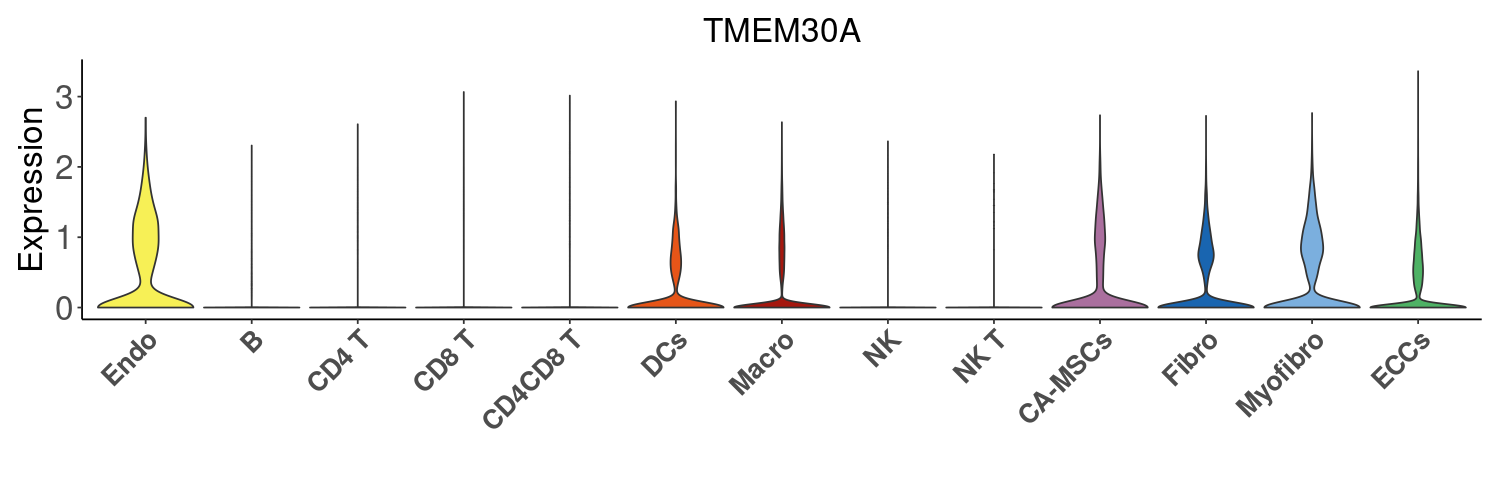 TMEM30A
Expression
3
2
1
0
Endo
B
CD4 T
CD8 T
CD4CD8 T
DCs
Macro
NK
NK T
CA-MSCs
Fibro
Myofibro
ECCs